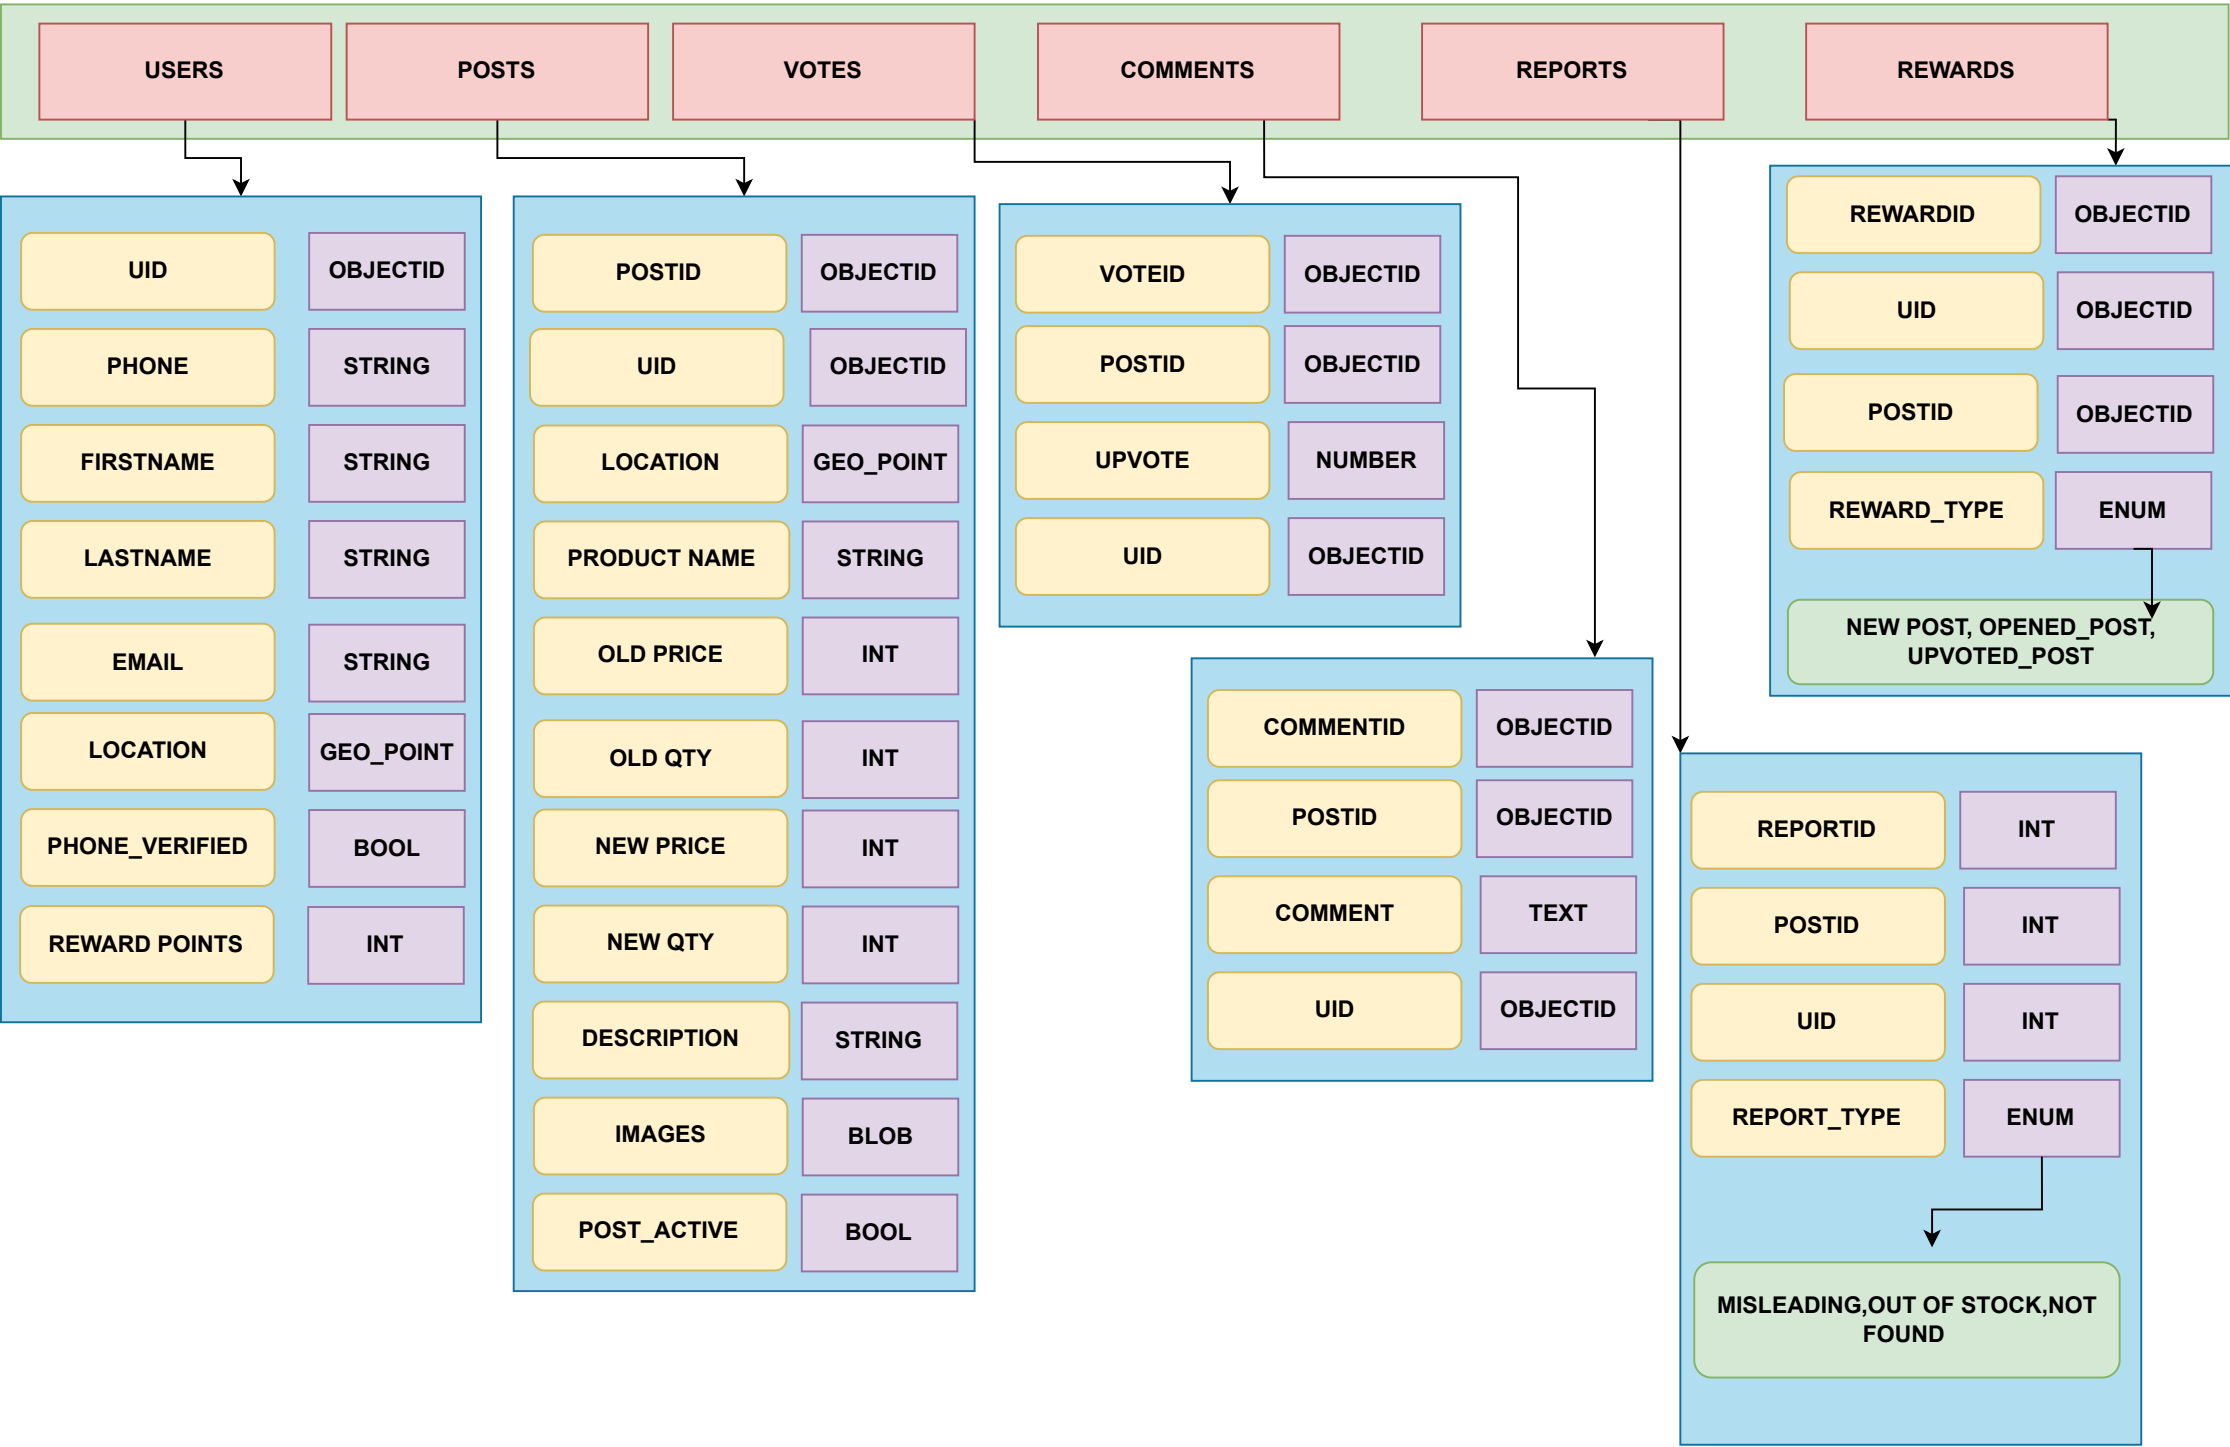 USERS
POSTS
VOTES
COMMENTS
REPORTS
REWARDS
UID
OBJECTID
PHONE
STRING
FIRSTNAME
STRING
LASTNAME
STRING
EMAIL
STRING
LOCATION
GEO_POINT
PHONE_VERIFIED
BOOL
REWARD POINTS
INT
POSTID
OBJECTID
UID
OBJECTID
LOCATION
GEO_POINT
PRODUCT NAME
STRING
OLD PRICE
INT
OLD QTY
INT
NEW PRICE
INT
NEW QTY
INT
DESCRIPTION
STRING
IMAGES
BLOB
POST_ACTIVE
BOOL
VOTEID
OBJECTID
POSTID
OBJECTID
UPVOTE
NUMBER
UID
OBJECTID
COMMENTID
OBJECTID
POSTID
OBJECTID
COMMENT
TEXT
UID
OBJECTID
REPORTID
INT
POSTID
INT
UID
INT
REPORT_TYPE
ENUM
MISLEADING,OUT OF STOCK,NOT
FOUND
REWARDID
OBJECTID
UID
OBJECTID
POSTID
OBJECTID
REWARD_TYPE
ENUM
NEW POST, OPENED_POST,
UPVOTED_POST